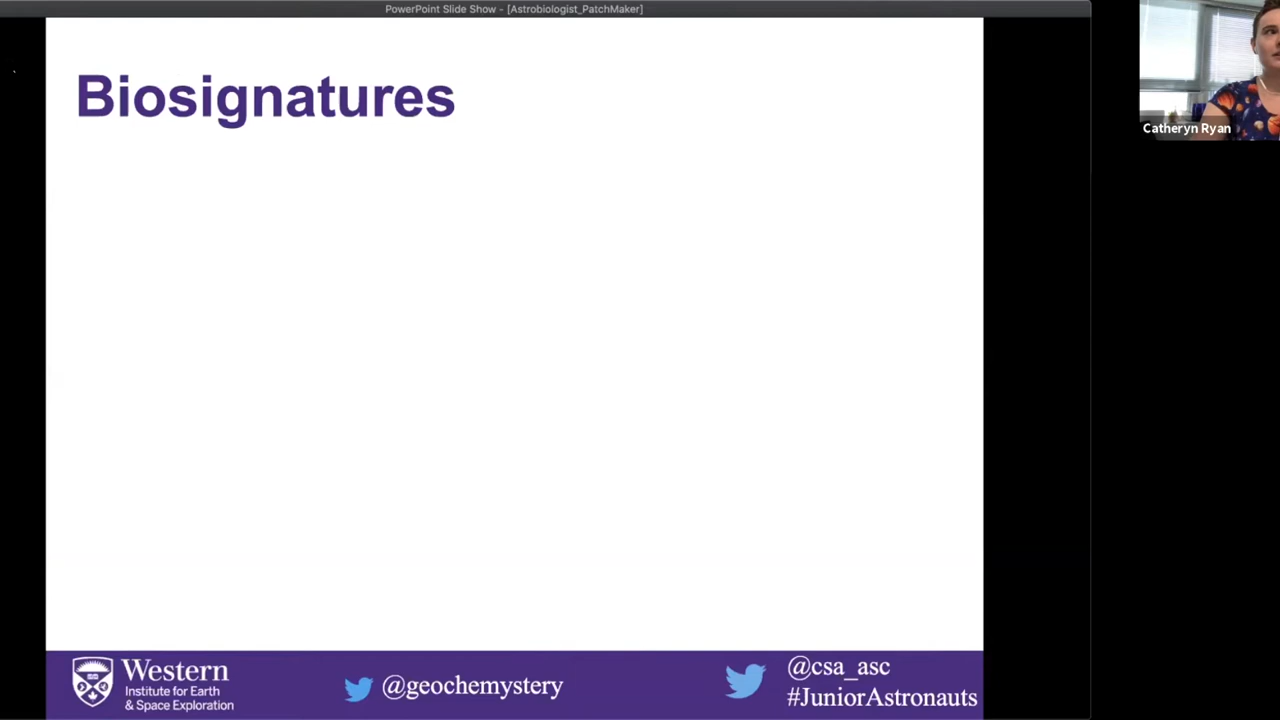 PowerPoint Slide Show - [Astrobiologist_PatchMaker]
Biosignatures
Catheryn Ryan
Western
Institute for Earth
& Space Exploration
@geochemystery
@csa_asc
#JuniorAstronauts